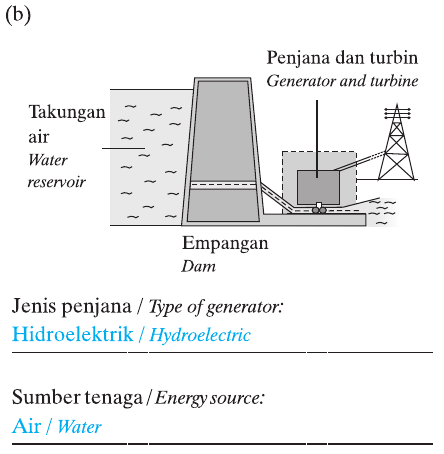 (b)
Penjana dan turbin
Generator and turbine
Takungan
air
Water
reservoir
Empangan
Dam
Jenis penjana / Type of generator:
Hidroelektrik / Hydroelectric
Sumber tenaga / Energy source:
Air / Water